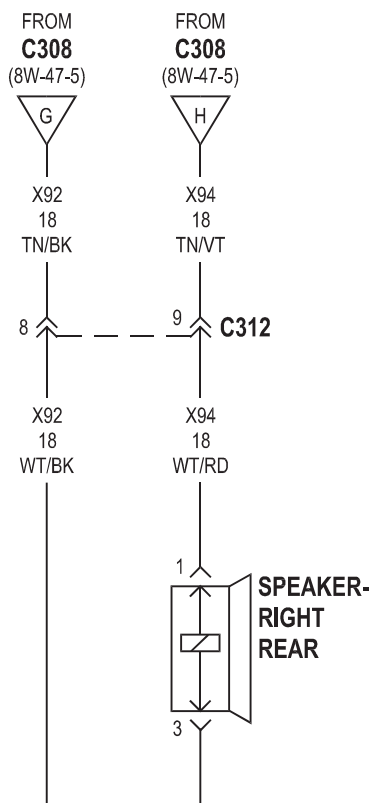 FROM
C308
(8W-47-5)
G
X92
18
TN/BK
8
X92
18
WT/BK
FROM
C308
(8W-47-5)
H
X94
18
TN/VT
9
C312
X94
18
WT/RD
1
SPEAKER-
RIGHT
REAR
3